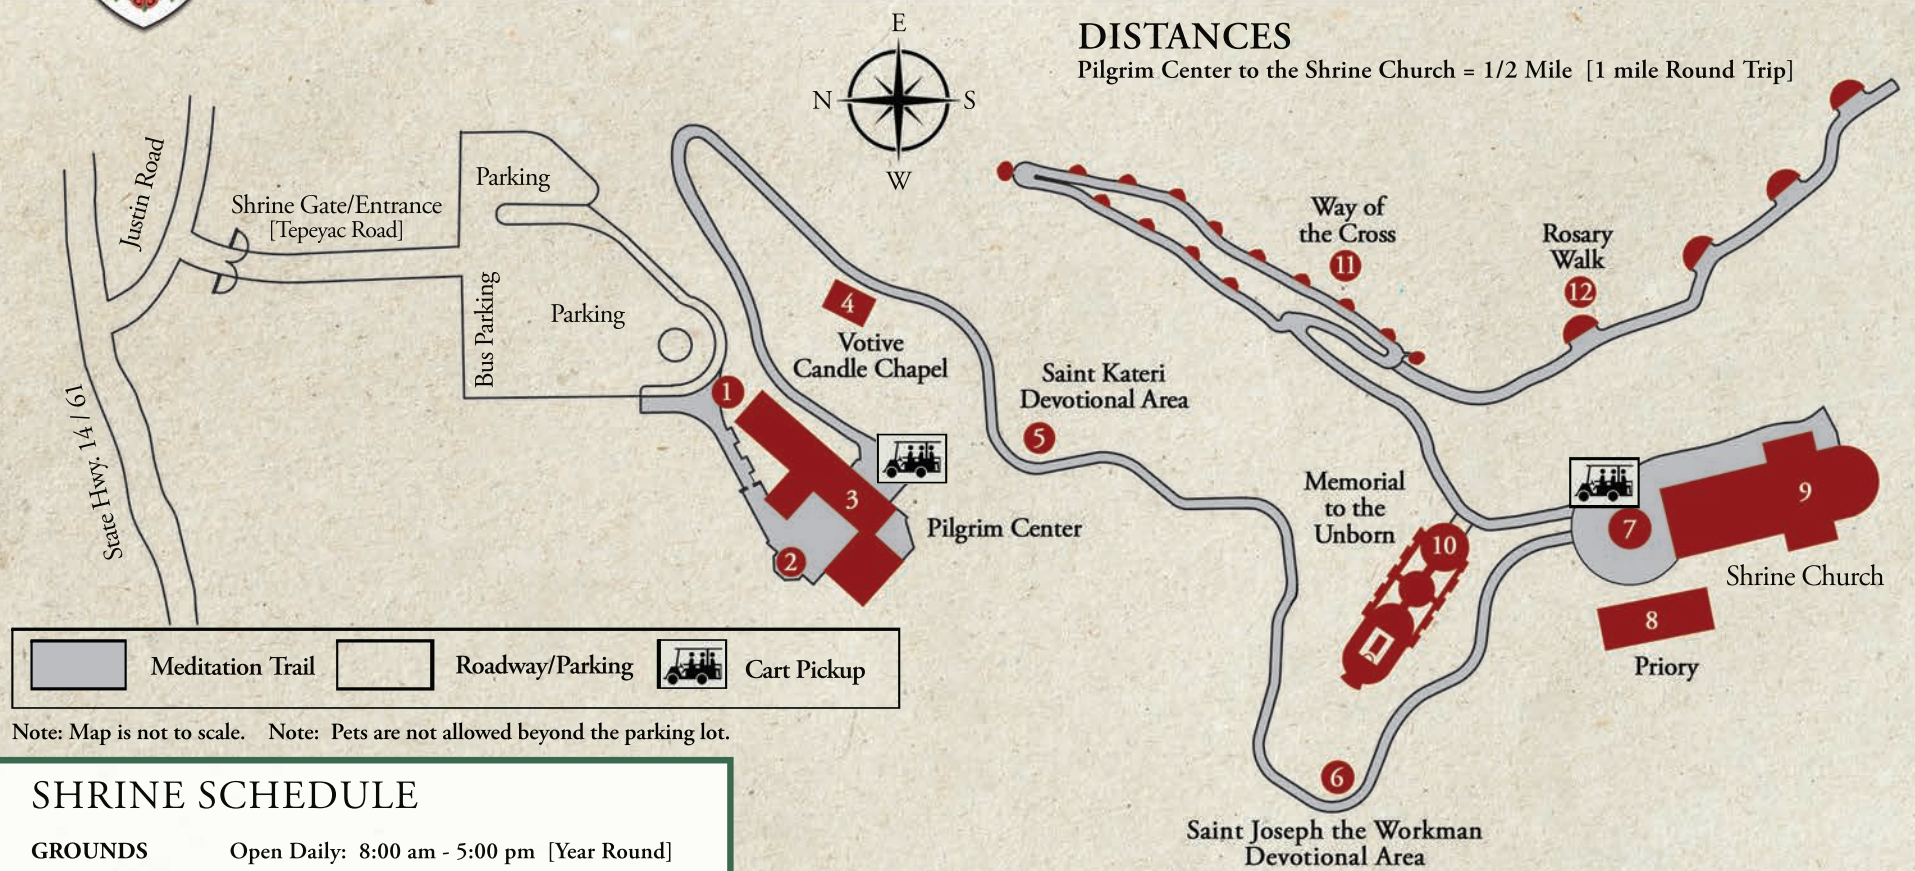 E
N
S
W
DISTANCES
Pilgrim Center to the Shrine Church = 1/2 Mile [1 mile Round Trip]
Justin Road
Shrine Gate/Entrance
[Tepeyac Road]
Parking
Bus Parking
Parking
State Hwy. 14 / 61
1
2
3
Pilgrim Center
4
Votive
Candle Chapel
Saint Kateri
Devotional Area
5
Way of
the Cross
11
Rosary
Walk
12
Memorial
to the
Unborn
10
7
9
Shrine Church
8
Priory
6
Saint Joseph the Workman
Devotional Area
Meditation Trail
Roadway/Parking
Cart Pickup
Note: Map is not to scale. Note: Pets are not allowed beyond the parking lot.
SHRINE SCHEDULE
GROUNDS Open Daily: 8:00 am - 5:00 pm [Year Round]